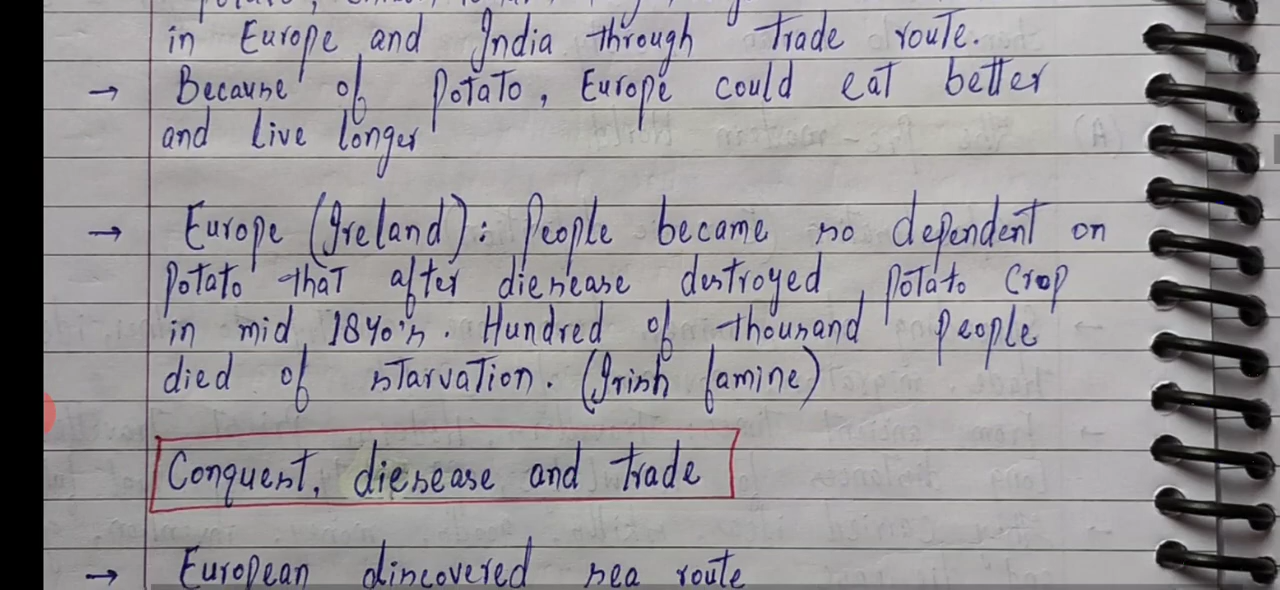 in Europe and India through trade route.
→ Because of potato, Europe could eat better
and live longer
→ Europe (Ireland): People became so dependent on
potato that after diesease destroyed potato crop
in mid 1840's. Hundred of thousand people
died of starvation. (Irish famine)
Conquest, diesease and trade
→ European discovered sea route